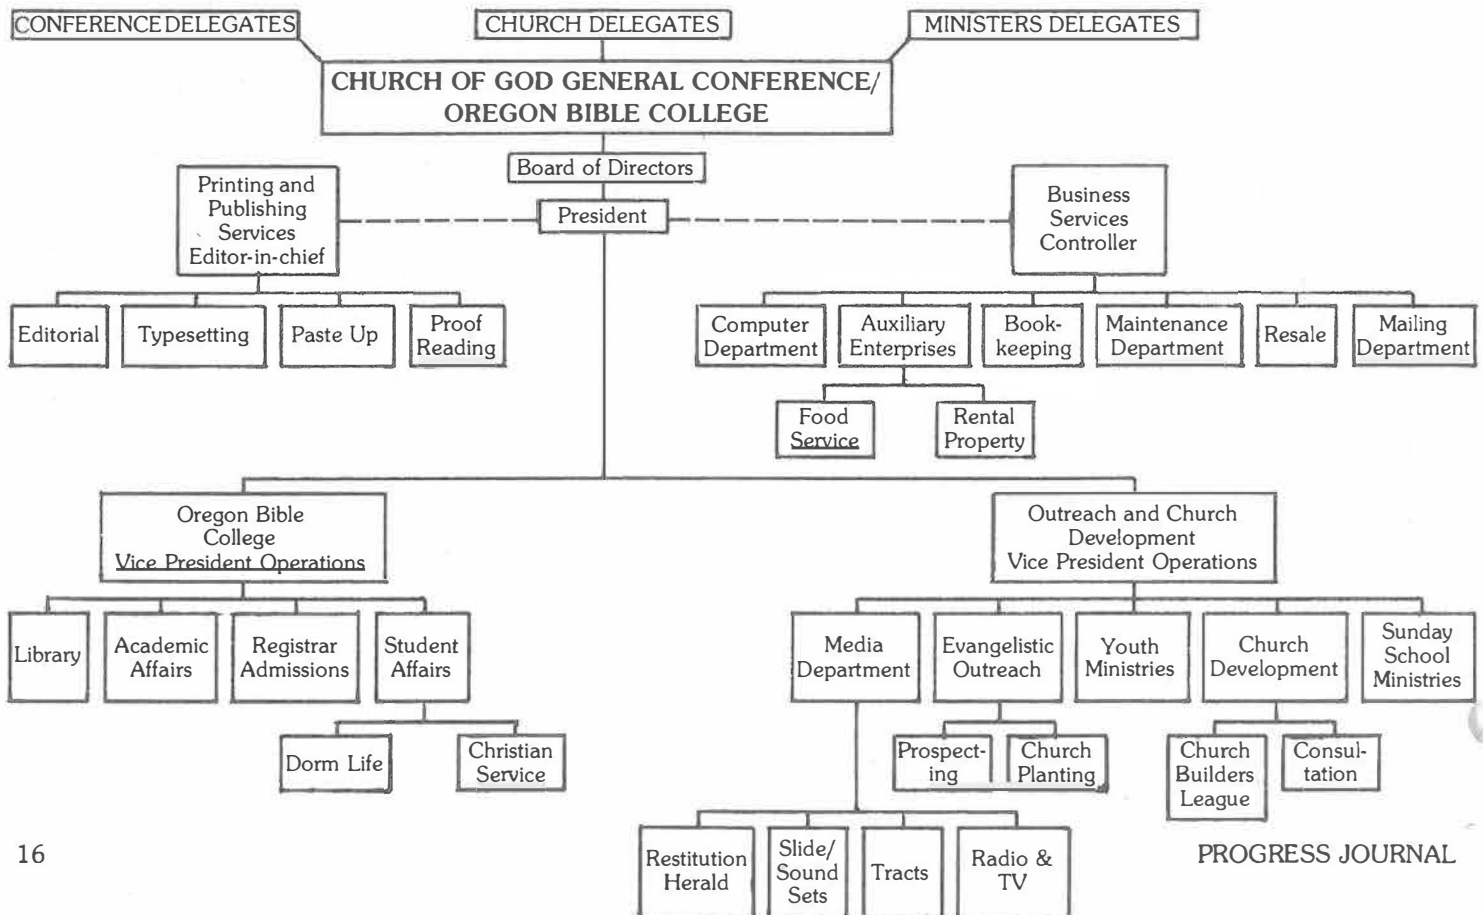 CONFERENCE DELEGATES
CHURCH DELEGATES
MINISTERS DELEGATES
CHURCH OF GOD GENERAL CONFERENCE/
OREGON BIBLE COLLEGE
Board of Directors
President
Printing and
Publishing
Services
Editor-in-chief
Business
Services
Controller
Editorial
Typesetting
Paste Up
Proof
Reading
Computer
Department
Auxiliary
Enterprises
Book-
keeping
Maintenance
Department
Resale
Mailing
Department
Food
Service
Rental
Property
Oregon Bible
College
Vice President Operations
Outreach and Church
Development
Vice President Operations
Library
Academic
Affairs
Registrar
Admissions
Student
Affairs
Dorm Life
Christian
Service
Media
Department
Evangelistic
Outreach
Youth
Ministries
Church
Development
Sunday
School
Ministries
Prospect-
ing
Church
Planting
Church
Builders
League
Consul-
tation
Restitution
Herald
Slide/
Sound
Sets
Tracts
Radio &
TV
16
PROGRESS JOURNAL